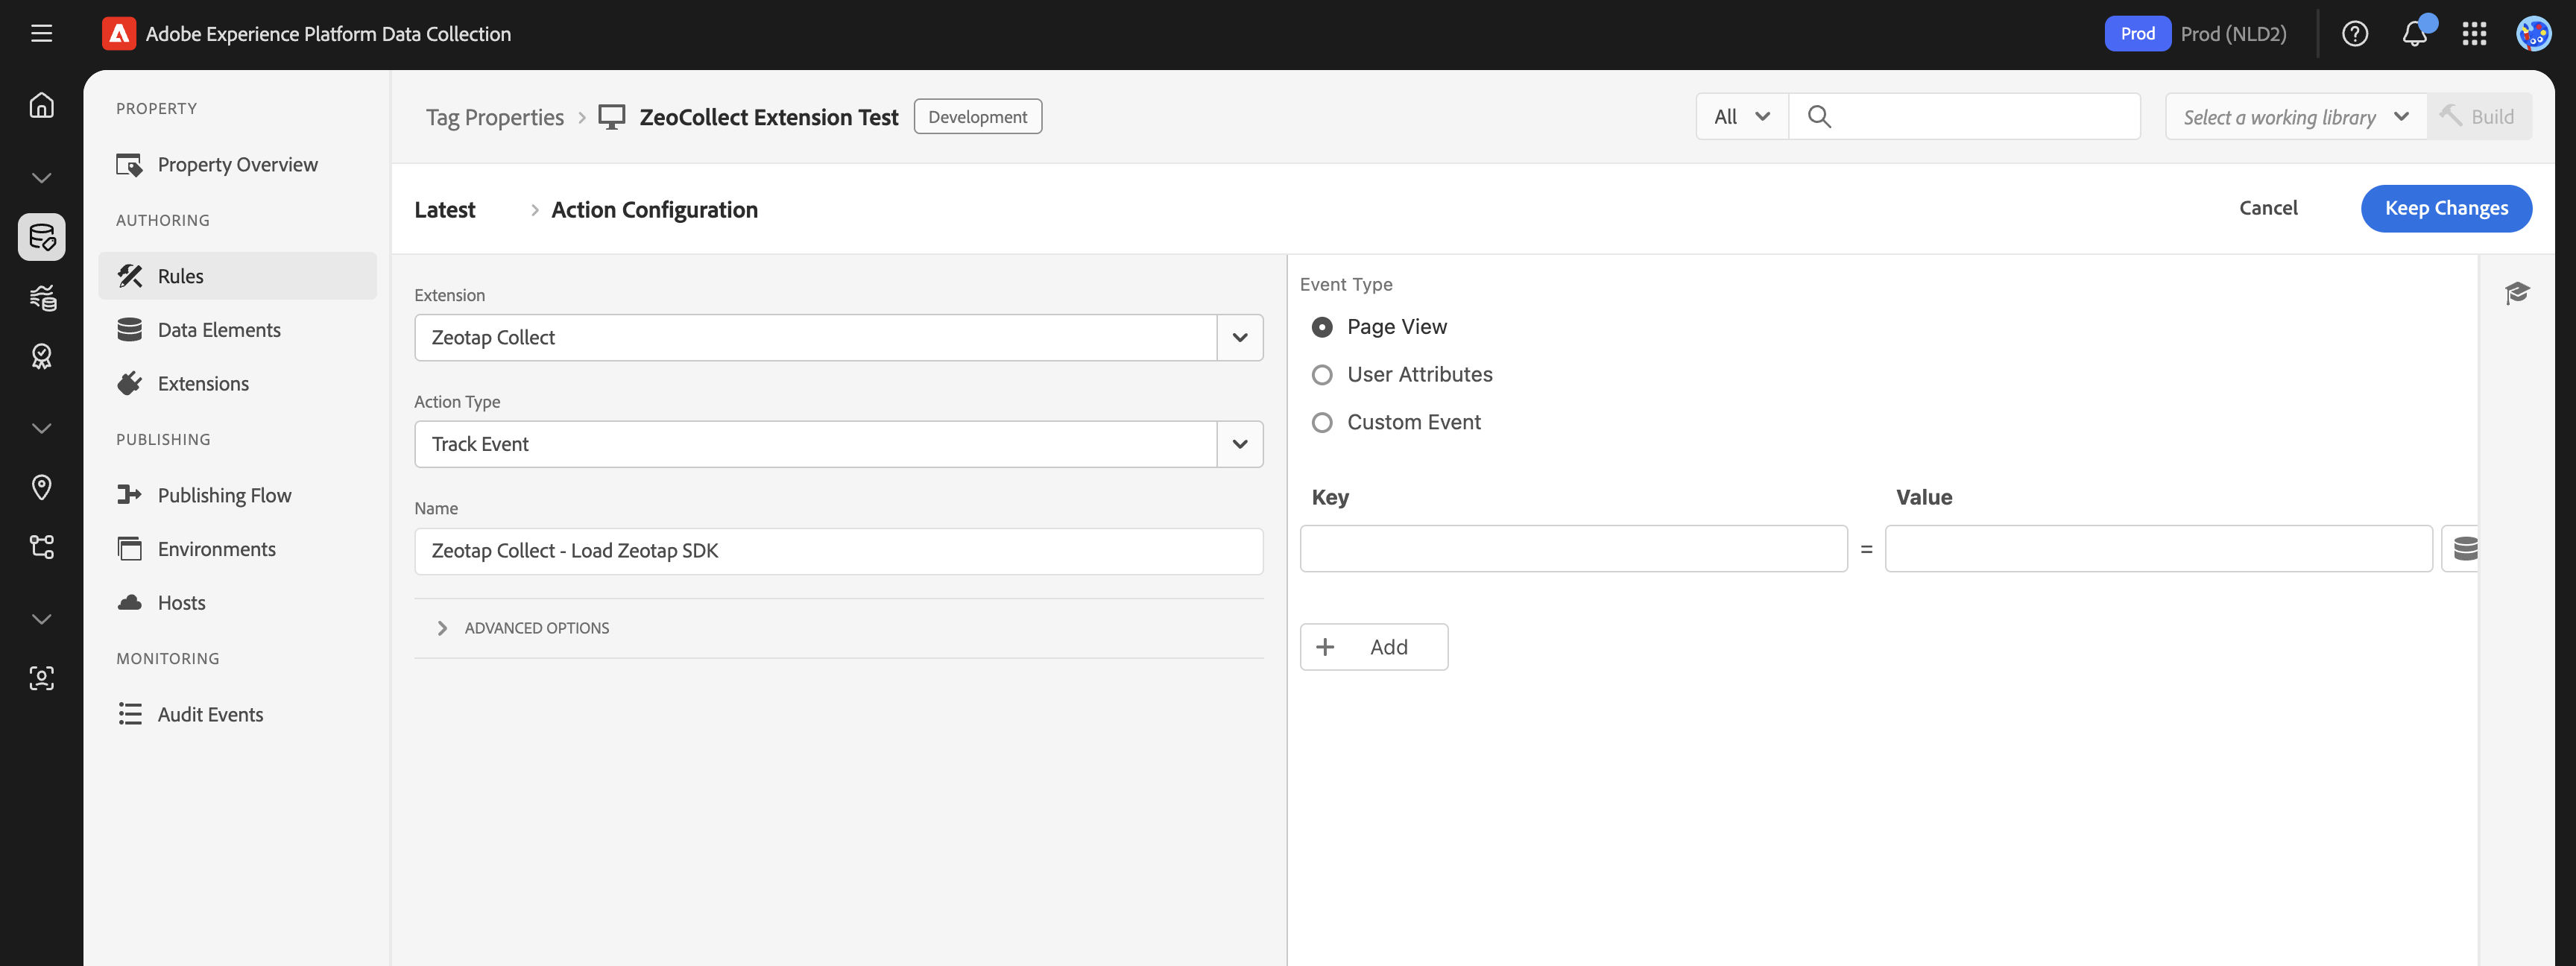 Adobe Experience Platform Data Collection
Prod
Prod (NLD2)
PROPERTY
Property Overview
AUTHORING
Rules
Data Elements
Extensions
PUBLISHING
Publishing Flow
Environments
Hosts
MONITORING
Audit Events
Tag Properties > ZeoCollect Extension Test
Development
All
Select a working library
Build
Latest > Action Configuration
Cancel
Keep Changes
Extension
Zeotap Collect
Action Type
Track Event
Name
Zeotap Collect - Load Zeotap SDK
ADVANCED OPTIONS
Event Type
Page View
User Attributes
Custom Event
Key
Value
=
+ Add